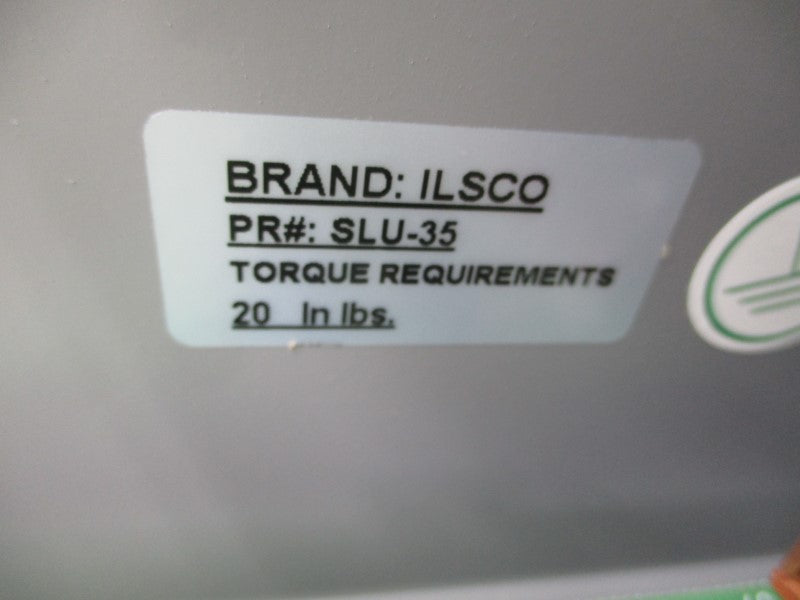 BRAND: ILSCO
PR#: SLU-35
TORQUE REQUIREMENTS
20 In lbs.